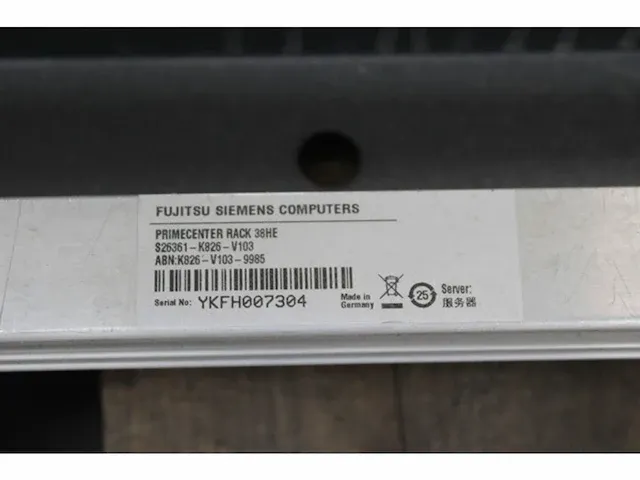 FUJITSU SIEMENS COMPUTERS
PRIMECENTER RACK 38HE
S26361-K826-V103
ABN:K826-V103-9985
Serial No: YKFH007304
Made in
Germany
25
Server:
服务器